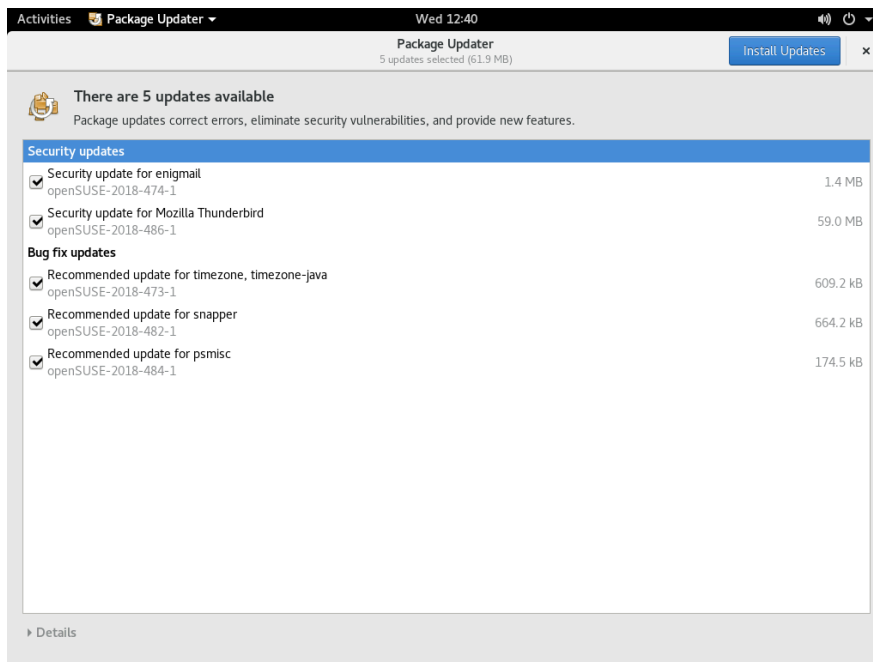 Activities Package Updater Wed 12:40
Package Updater
5 updates selected (61.9 MB)
Install Updates
There are 5 updates available
Package updates correct errors, eliminate security vulnerabilities, and provide new features.
Security updates
Security update for enigmail
openSUSE-2018-474-1
1.4 MB
Security update for Mozilla Thunderbird
openSUSE-2018-486-1
59.0 MB
Bug fix updates
Recommended update for timezone, timezone-java
openSUSE-2018-473-1
609.2 kB
Recommended update for snapper
openSUSE-2018-482-1
664.2 kB
Recommended update for psmisc
openSUSE-2018-484-1
174.5 kB
Details